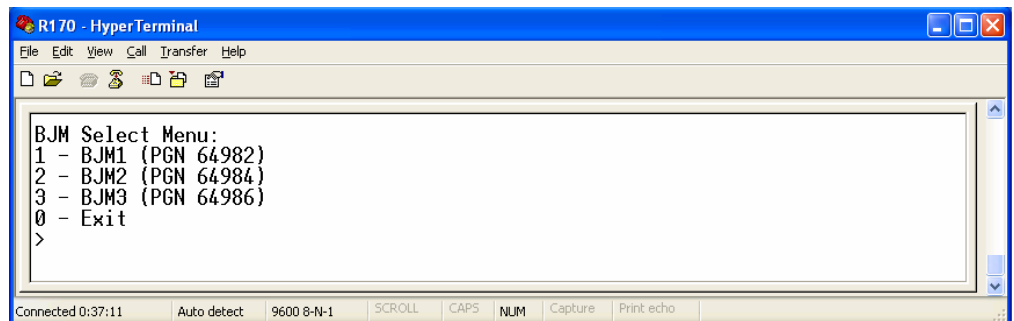 R170 - HyperTerminal
File Edit View Call Transfer Help
BJM Select Menu:
1 - BJM1 (PGN 64982)
2 - BJM2 (PGN 64984)
3 - BJM3 (PGN 64986)
0 - Exit
>
Connected 0:37:11 Auto detect 9600 8-N-1 SCROLL CAPS NUM Capture Print echo